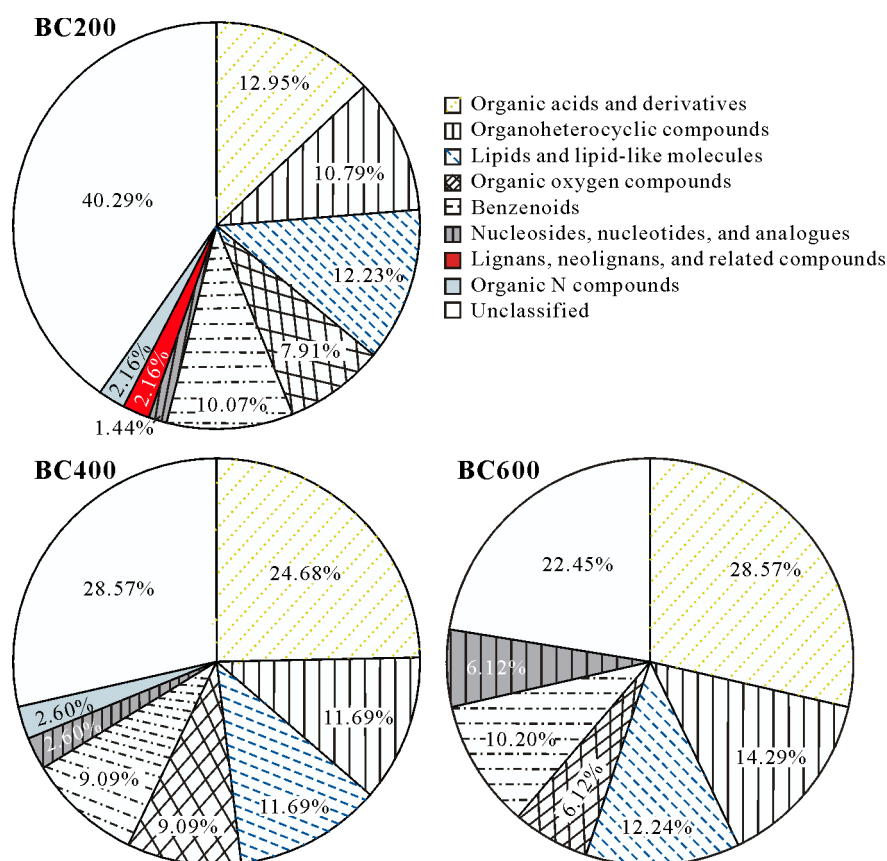 BC200
12.95%
10.79%
12.23%
7.91%
10.07%
1.44%
2.16%
2.16%
40.29%
Organic acids and derivatives
Organoheterocyclic compounds
Lipids and lipid-like molecules
Organic oxygen compounds
Benzenoids
Nucleosides, nucleotides, and analogues
Lignans, neolignans, and related compounds
Organic N compounds
Unclassified
BC400
24.68%
11.69%
11.69%
9.09%
9.09%
2.60%
2.60%
28.57%
BC600
28.57%
14.29%
12.24%
6.12%
10.20%
6.12%
22.45%